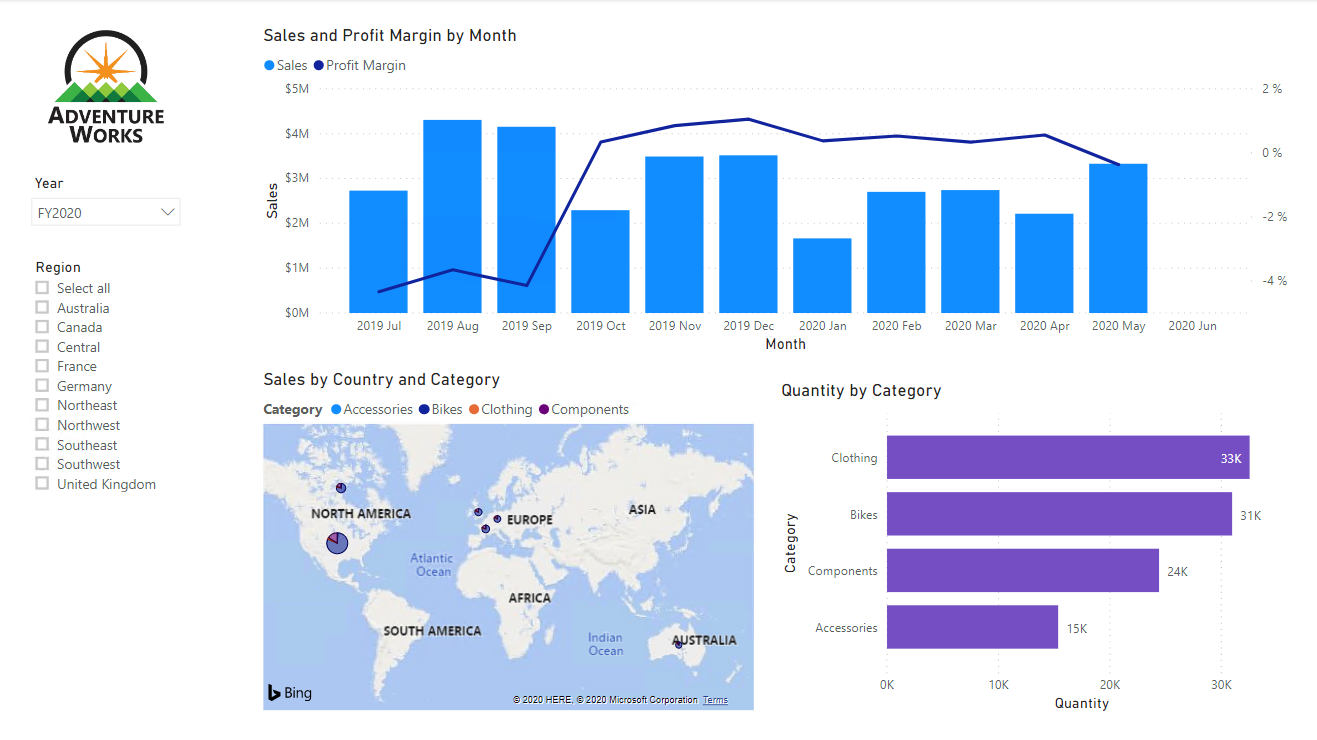 ADVENTURE
WORKS
Year
FY2020
Region
Select all
Australia
Canada
Central
France
Germany
Northeast
Northwest
Southeast
Southwest
United Kingdom
Sales and Profit Margin by Month
Sales Profit Margin
$5M
$4M
$3M
$2M
$1M
$0M
Sales
2 %
0 %
-2 %
-4 %
2019 Jul 2019 Aug 2019 Sep 2019 Oct 2019 Nov 2019 Dec 2020 Jan 2020 Feb 2020 Mar 2020 Apr 2020 May 2020 Jun
Month
Sales by Country and Category
Category Accessories Bikes Clothing Components
NORTH AMERICA
EUROPE
ASIA
Atlantic
Ocean
AFRICA
SOUTH AMERICA
Indian
Ocean
AUSTRALIA
Bing
© 2020 HERE, © 2020 Microsoft Corporation Terms
Quantity by Category
Category
Clothing 33K
Bikes 31K
Components 24K
Accessories 15K
0K 10K 20K 30K
Quantity